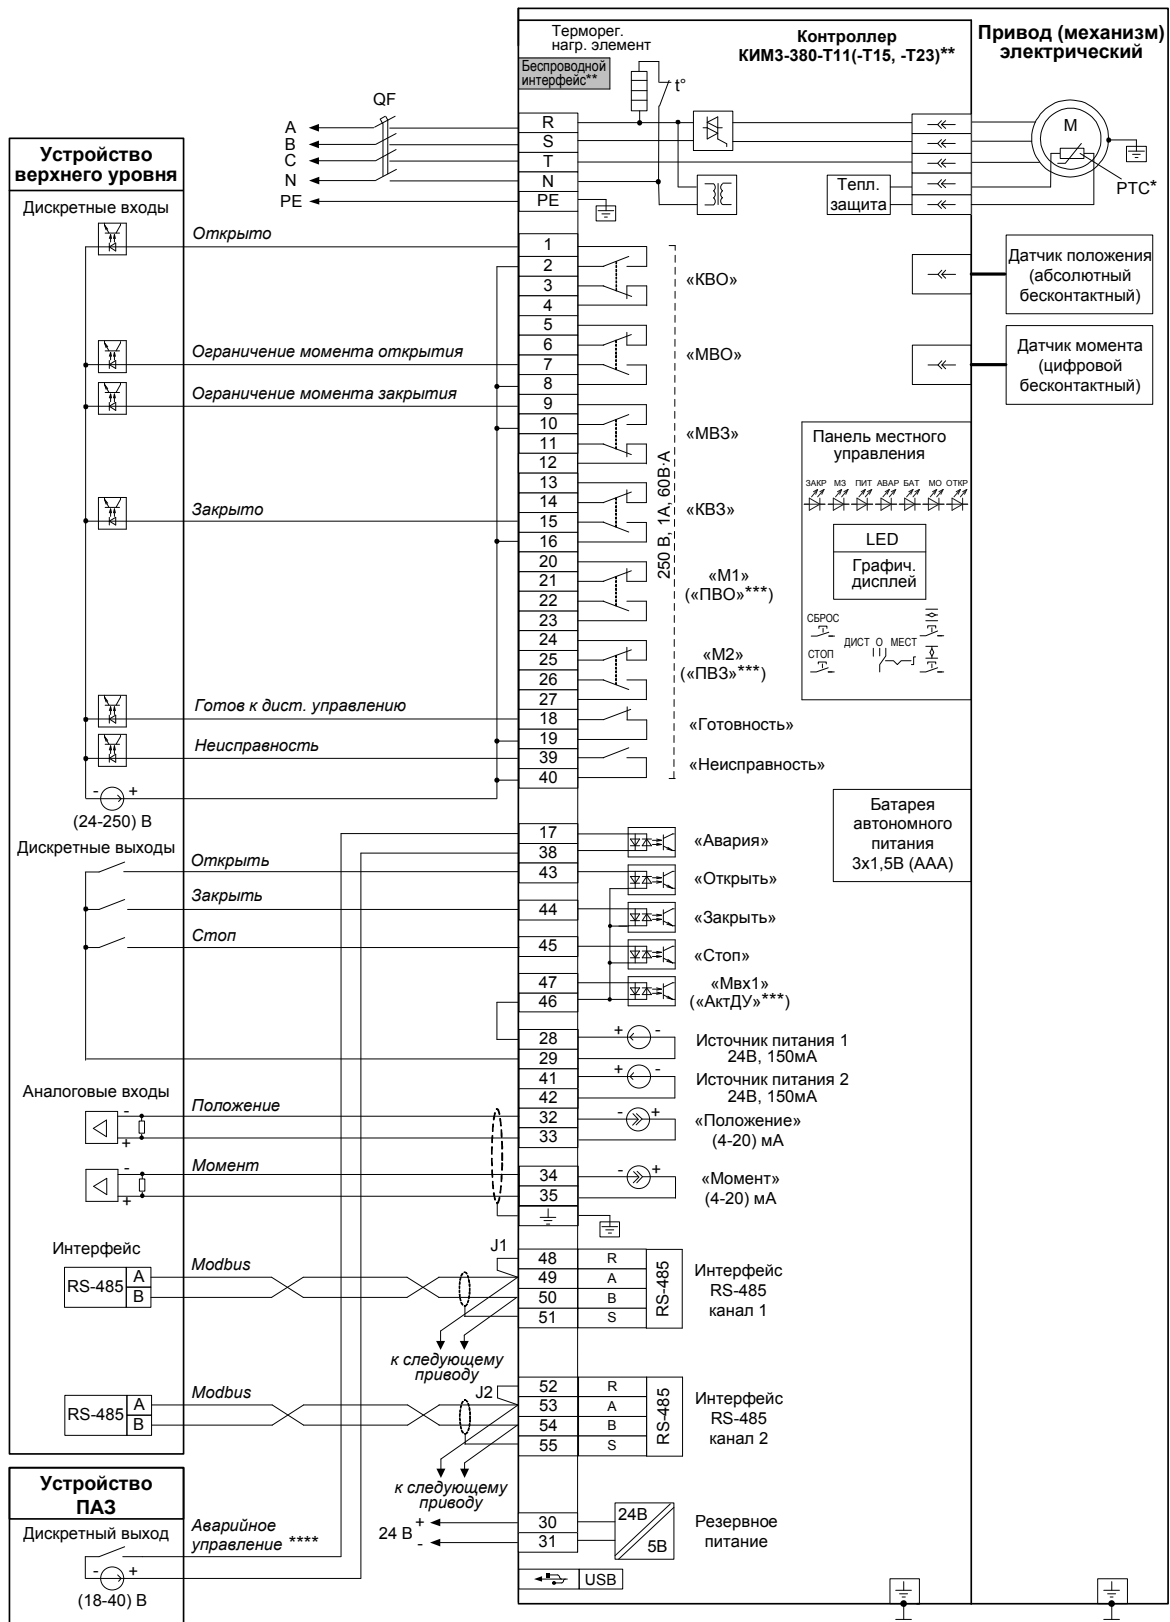 Терморег.
нагр. элемент
Беспроводной
интерфейс**
Контроллер
КИМ3-380-Т11(-Т15, -Т23)**
Привод (механизм)
электрический
t°
QF
A
B
C
N
PE
R
S
T
N
PE
M
PTC*
Тепл.
защита
Устройство
верхнего уровня
Дискретные входы
Открыто
Ограничение момента открытия
Ограничение момента закрытия
Закрыто
Готов к дист. управлению
Неисправность
- +
(24-250) В
1
2
3
4
5
6
7
8
9
10
11
12
13
14
15
16
20
21
22
23
24
25
26
27
18
19
39
40
«КВО»
«МВО»
«МВЗ»
«КВЗ»
«М1»
(«ПВО»***)
«М2»
(«ПВЗ»***)
«Готовность»
«Неисправность»
250 В, 1А, 60В·А
Датчик положения
(абсолютный
бесконтактный)
Датчик момента
(цифровой
бесконтактный)
Панель местного
управления
ЗАКР МЗ ПИТ АВАР БАТ МО ОТКР
LED
Графич.
дисплей
СБРОС
СТОП
ДИСТ О МЕСТ
Батарея
автономного
питания
3х1,5В (ААА)
Дискретные выходы
Открыть
Закрыть
Стоп
17
38
43
44
45
47
46
28
29
41
42
32
33
34
35
«Авария»
«Открыть»
«Закрыть»
«Стоп»
«Мвх1»
(«АктДУ»***)
+ -
Источник питания 1
24В, 150мА
+ -
Источник питания 2
24В, 150мА
- +
«Положение»
(4-20) мА
- +
«Момент»
(4-20) мА
Аналоговые входы
Положение
-
+
Момент
-
+
Интерфейс
RS-485
A
B
Modbus
J1
48 R
49 A
50 B
51 S
RS-485
Интерфейс
RS-485
канал 1
к следующему
приводу
RS-485
A
B
Modbus
J2
52 R
53 A
54 B
55 S
RS-485
Интерфейс
RS-485
канал 2
к следующему
приводу
Устройство
ПАЗ
Дискретный выход
Аварийное
управление ****
- +
(18-40) В
24 В
+
-
30
31
24В
5В
Резервное
питание
USB